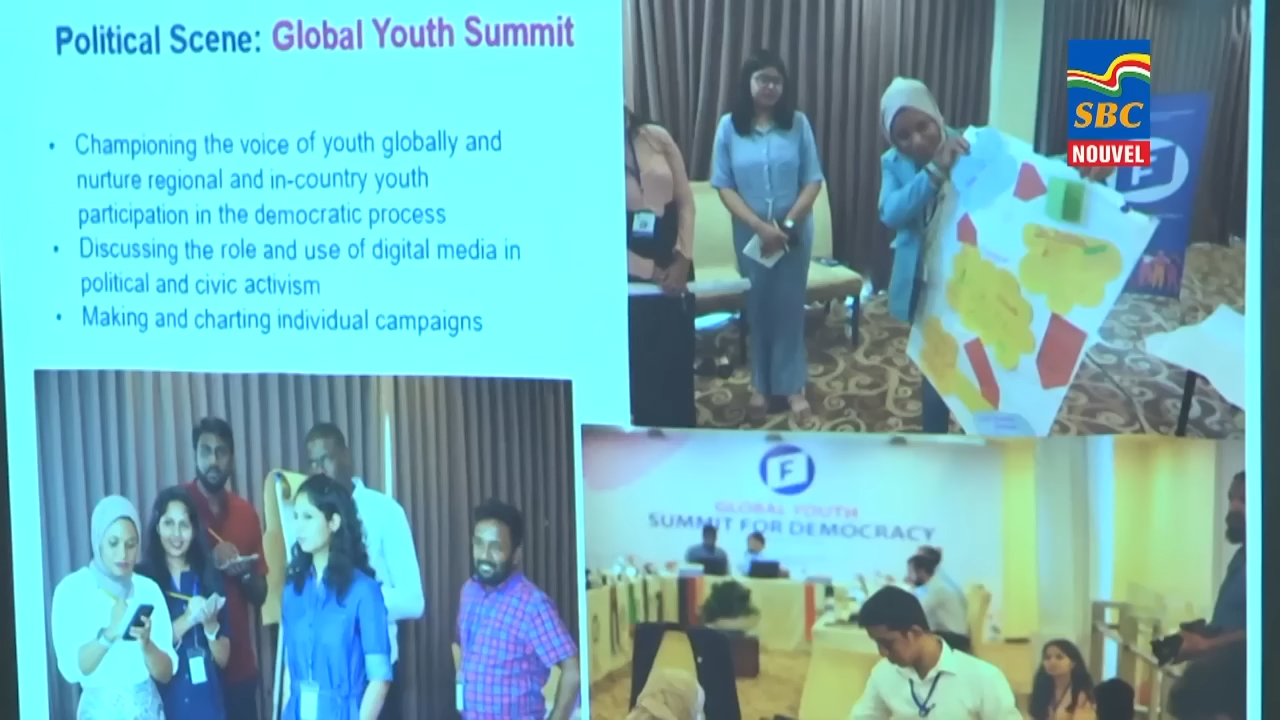 Political Scene: Global Youth Summit
• Championing the voice of youth globally and
nurture regional and in-country youth
participation in the democratic process
• Discussing the role and use of digital media in
political and civic activism
• Making and charting individual campaigns
SBC
NOUVEL
F
F
GLOBAL YOUTH
SUMMIT FOR DEMOCRACY